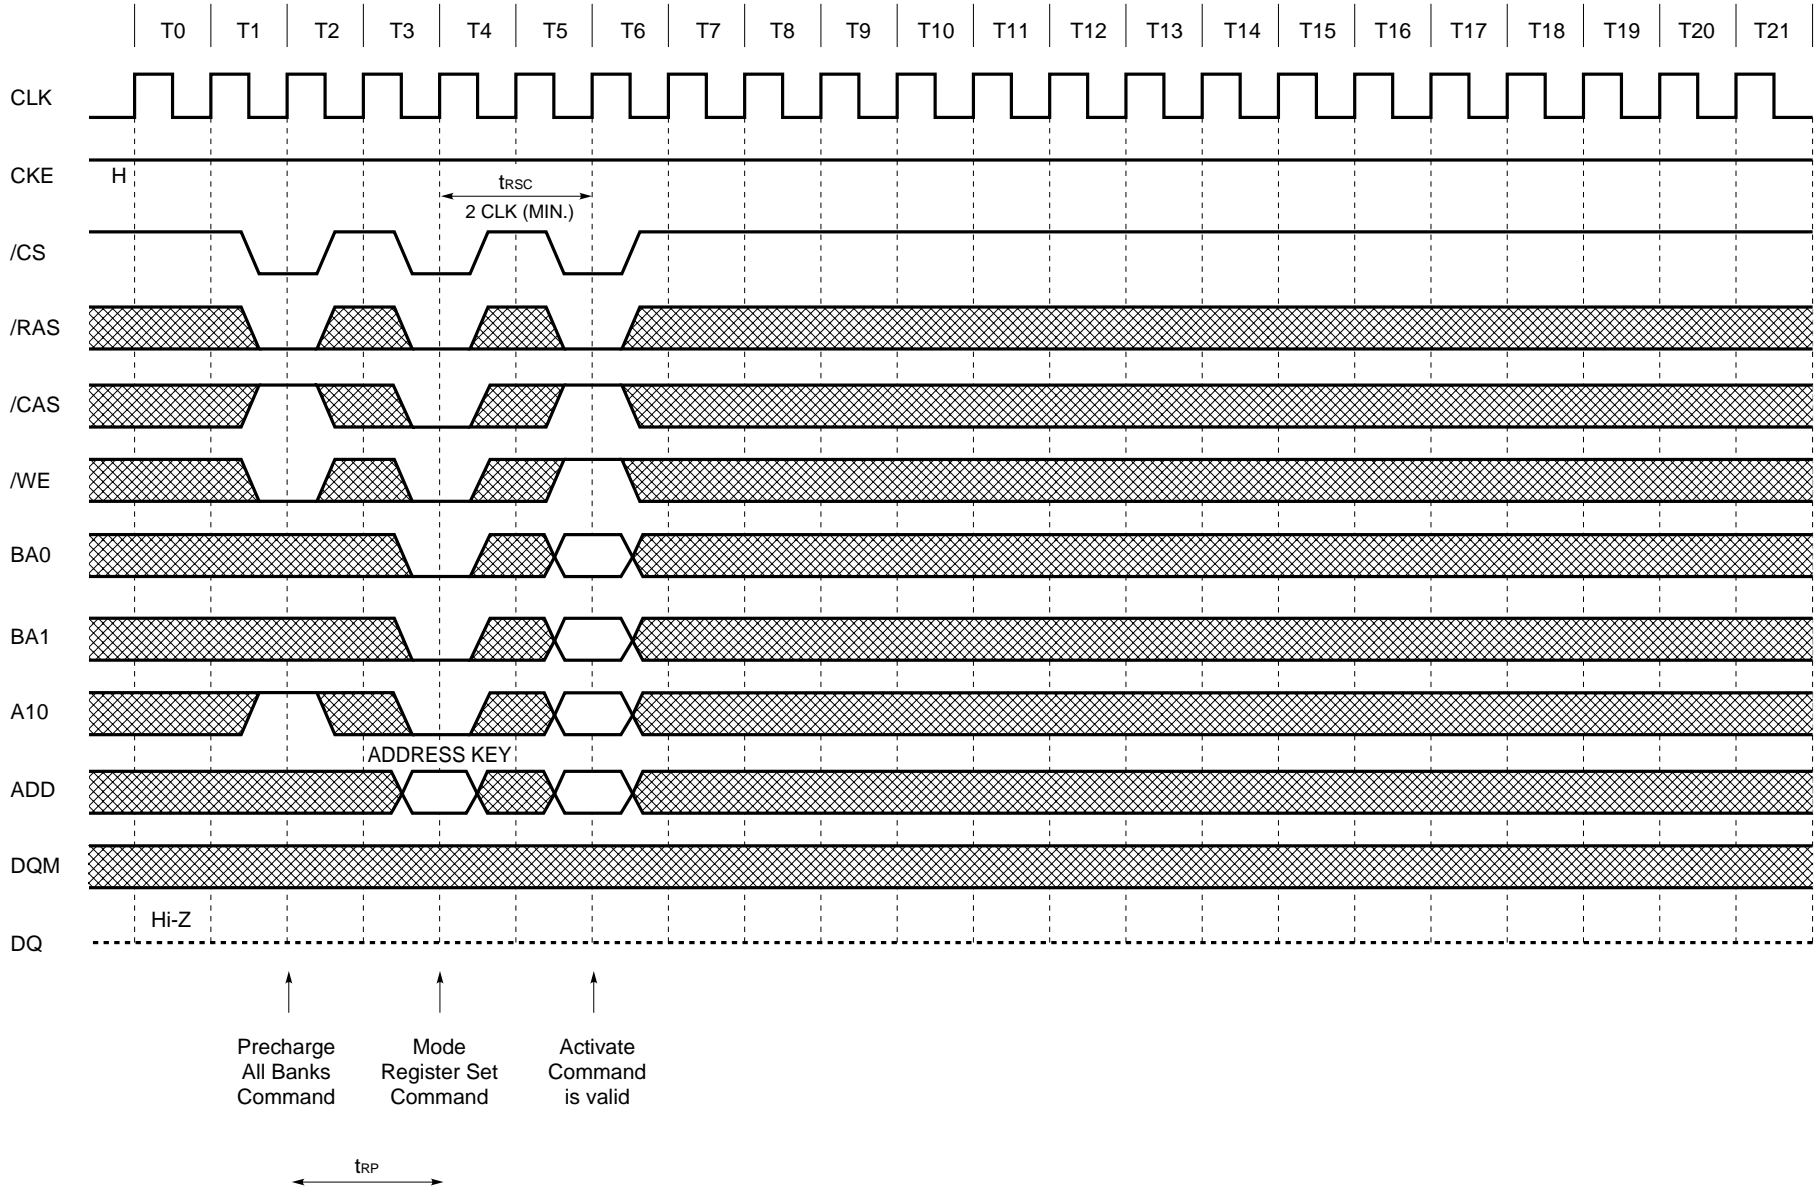 T0 T1 T2 T3 T4 T5 T6 T7 T8 T9 T10 T11 T12 T13 T14 T15 T16 T17 T18 T19 T20 T21
CLK
CKE H
tRSC
2 CLK (MIN.)
/CS
/RAS
/CAS
/WE
BA0
BA1
A10
ADDRESS KEY
ADD
DQM
Hi-Z
DQ
Precharge
All Banks
Command
Mode
Register Set
Command
Activate
Command
is valid
tRP